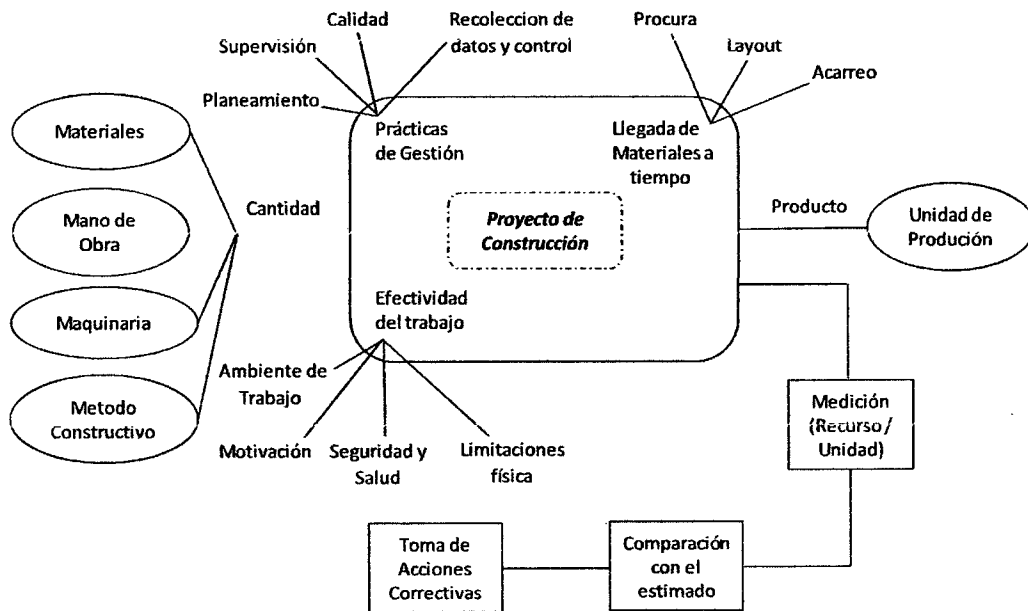 Calidad
Supervisión
Planeamiento
Recoleccion de
datos y control
Procura
Layout
Acarreo
Materiales
Mano de
Obra
Maquinaria
Metodo
Constructivo
Cantidad
Prácticas
de Gestión
Llegada de
Materiales a
tiempo
Proyecto de
Construcción
Producto
Unidad de
Produción
Efectividad
del trabajo
Ambiente de
Trabajo
Motivación
Seguridad y
Salud
Limitaciones
física
Medición
(Recurso /
Unidad)
Comparación
con el
estimado
Toma de
Acciones
Correctivas